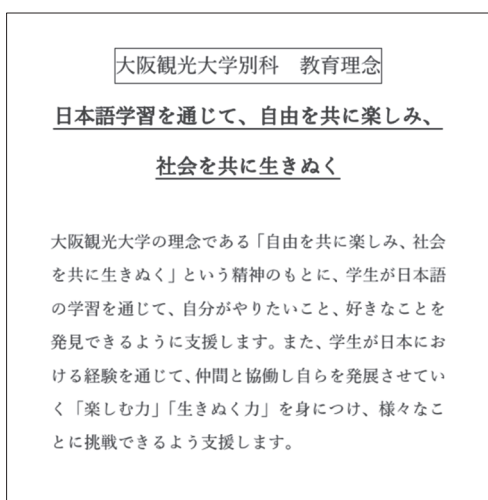 大阪観光大学別科　教育理念
日本語学習を通じて、自由を共に楽しみ、
社会を共に生きぬく
大阪観光大学の理念である「自由を共に楽しみ、社会
を共に生きぬく」という精神のもとに、学生が日本語
の学習を通じて、自分がやりたいこと、好きなことを
発見できるように支援します。また、学生が日本にお
ける経験を通じて、仲間と協働し自らを発展させてい
く「楽しむ力」「生きぬく力」を身につけ、様々なこ
とに挑戦できるよう支援します。